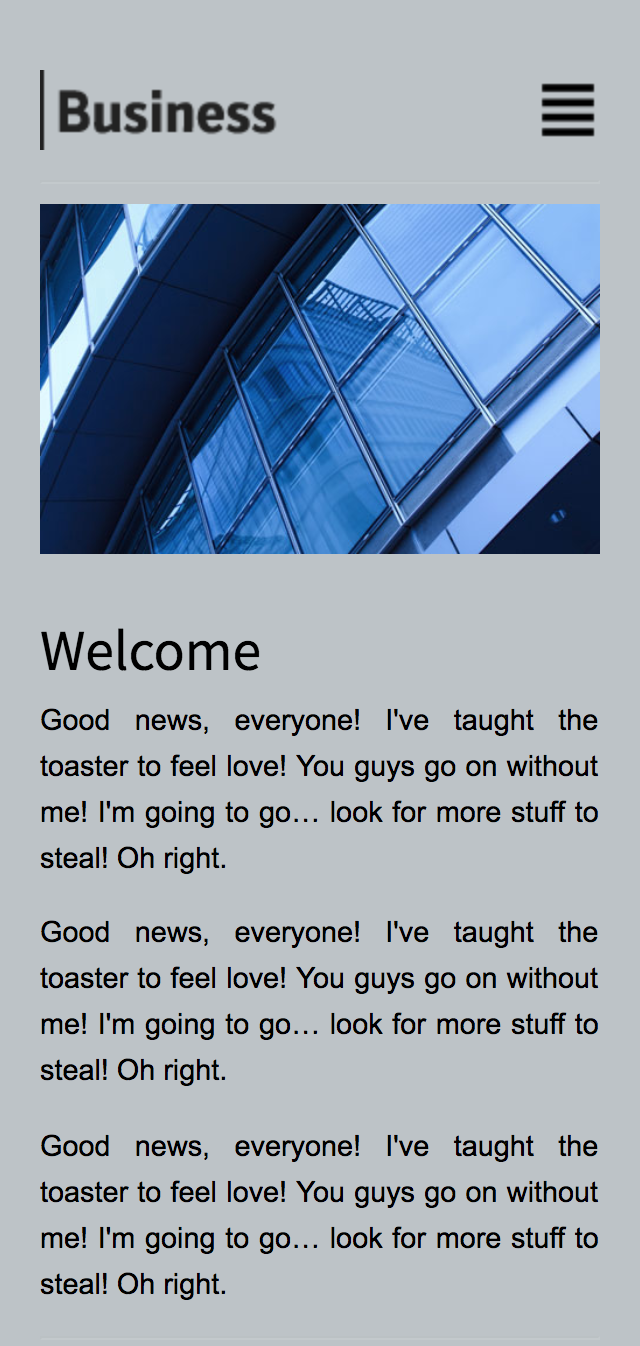 Business
Welcome
Good news, everyone! I've taught the
toaster to feel love! You guys go on without
me! I'm going to go… look for more stuff to
steal! Oh right.
Good news, everyone! I've taught the
toaster to feel love! You guys go on without
me! I'm going to go… look for more stuff to
steal! Oh right.
Good news, everyone! I've taught the
toaster to feel love! You guys go on without
me! I'm going to go… look for more stuff to
steal! Oh right.